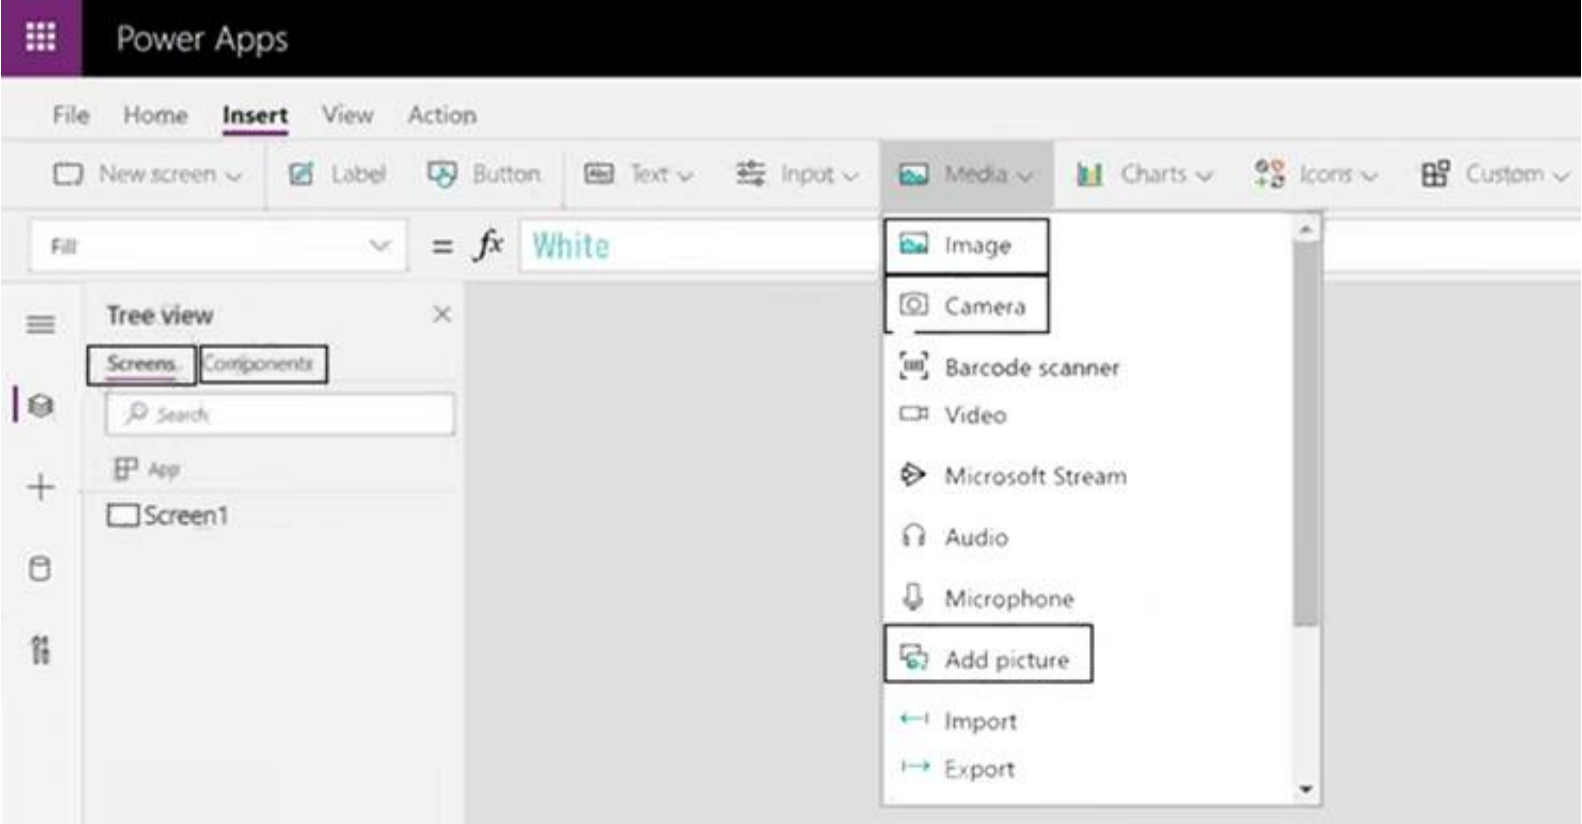 Power Apps
File Home Insert View Action
New screen Label Button Text Input Media Charts Icons Custom
Fill = fx White
Tree view
Screens Components
Search
App
Screen1
Image
Camera
Barcode scanner
Video
Microsoft Stream
Audio
Microphone
Add picture
Import
Export